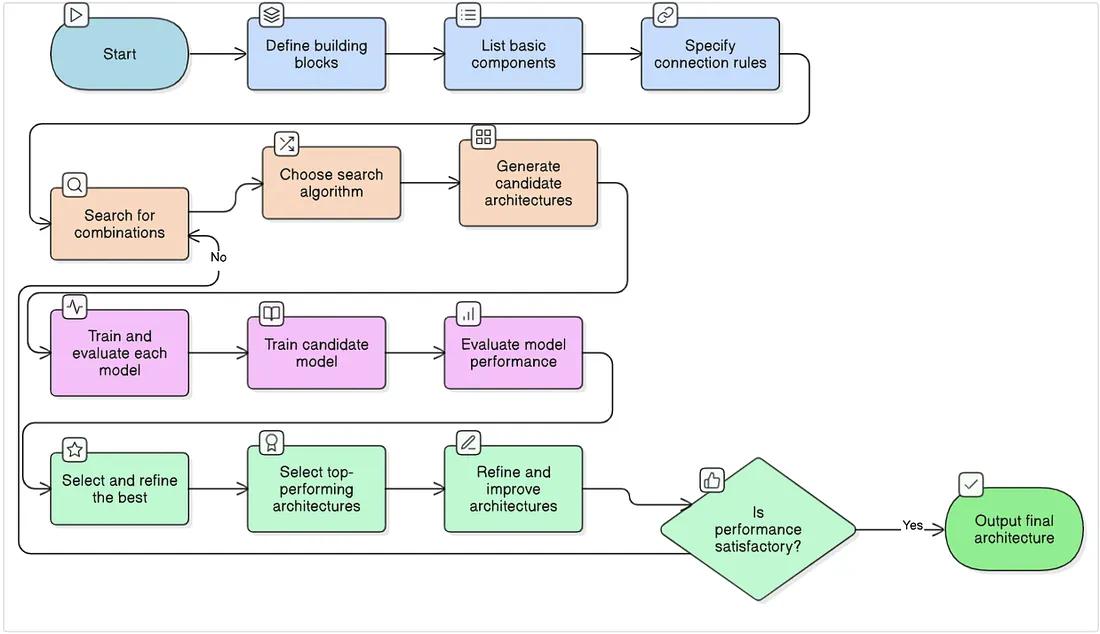 Start
Define building
blocks
List basic
components
Specify
connection rules
Search for
combinations
Choose search
algorithm
Generate
candidate
architectures
No
Train and
evaluate each
model
Train candidate
model
Evaluate model
performance
Select and refine
the best
Select top-
performing
architectures
Refine and
improve
architectures
Is
performance
satisfactory?
Yes
Output final
architecture